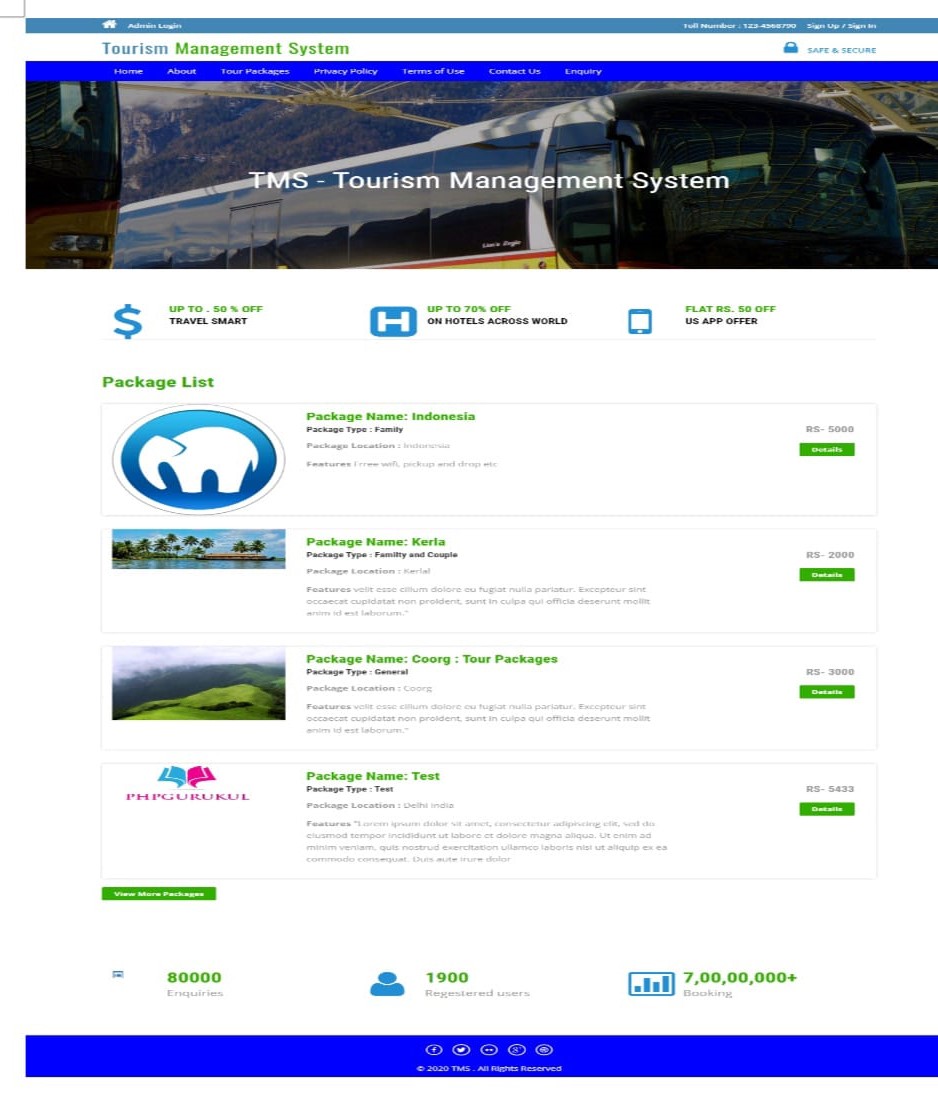 Admin Login
Toll Number : 123-4568790 Sign Up / Sign In
Tourism Management System
SAFE & SECURE
Home About Tour Packages Privacy Policy Terms of Use Contact Us Enquiry
TMS - Tourism Management System
UP TO . 50 % OFF
TRAVEL SMART
UP TO 70% OFF
ON HOTELS ACROSS WORLD
FLAT RS. 50 OFF
US APP OFFER
Package List
Package Name: Indonesia
Package Type : Family
Package Location : Indonesia
Features Frree wifi, pickup and drop etc
RS- 5000
Details
Package Name: Kerla
Package Type : Familty and Couple
Package Location : Kerlal
Features velit esse cillum dolore eu fugiat nulla pariatur. Excepteur sint
occaecat cupidatat non proident, sunt in culpa qui officia deserunt mollit
anim id est laborum."
RS- 2000
Details
Package Name: Coorg : Tour Packages
Package Type : General
Package Location : Coorg
Features velit esse cillum dolore eu fugiat nulla pariatur. Excepteur sint
occaecat cupidatat non proident, sunt in culpa qui officia deserunt mollit
anim id est laborum."
RS- 3000
Details
PHPGURUKUL
Package Name: Test
Package Type : Test
Package Location : Delhi India
Features "Lorem ipsum dolor sit amet, consectetur adipiscing elit, sed do
eiusmod tempor incididunt ut labore et dolore magna aliqua. Ut enim ad
minim veniam, quis nostrud exercitation ullamco laboris nisi ut aliquip ex ea
commodo consequat. Duis aute irure dolor
RS- 5433
Details
View More Packages
80000
Enquiries
1900
Regestered users
7,00,00,000+
Booking
© 2020 TMS . All Rights Reserved